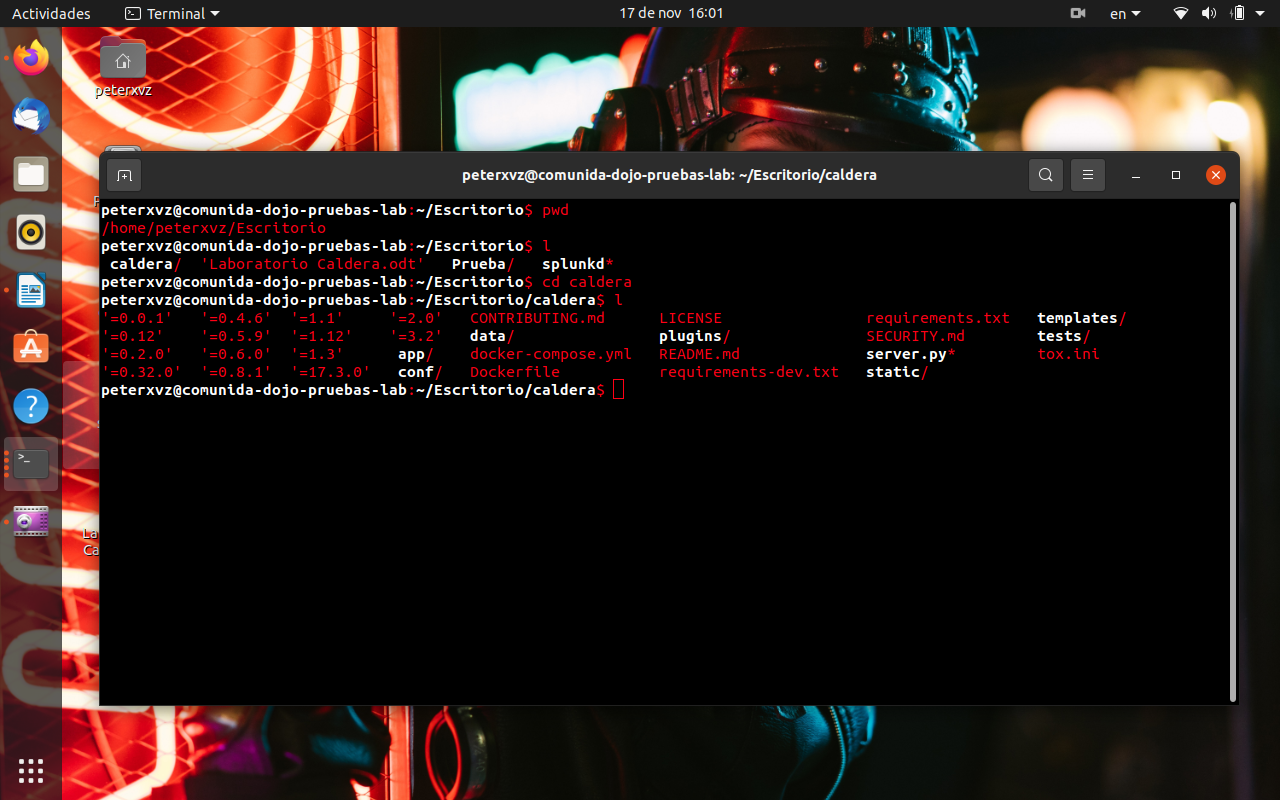 Actividades Terminal 17 de nov 16:01 en
peterxvz
peterxvz@comunida-dojo-pruebas-lab: ~/Escritorio/caldera
peterxvz@comunida-dojo-pruebas-lab:~/Escritorio$ pwd
/home/peterxvz/Escritorio
peterxvz@comunida-dojo-pruebas-lab:~/Escritorio$ l
caldera/ 'Laboratorio Caldera.odt' Prueba/ splunkd*
peterxvz@comunida-dojo-pruebas-lab:~/Escritorio$ cd caldera
peterxvz@comunida-dojo-pruebas-lab:~/Escritorio/caldera$ l
'=0.0.1' '=0.4.6' '=1.1' '=2.0' CONTRIBUTING.md LICENSE requirements.txt templates/
'=0.12' '=0.5.9' '=1.12' '=3.2' data/ plugins/ SECURITY.md tests/
'=0.2.0' '=0.6.0' '=1.3' app/ docker-compose.yml README.md server.py* tox.ini
'=0.32.0' '=0.8.1' '=17.3.0' conf/ Dockerfile requirements-dev.txt static/
peterxvz@comunida-dojo-pruebas-lab:~/Escritorio/caldera$
La
Ca